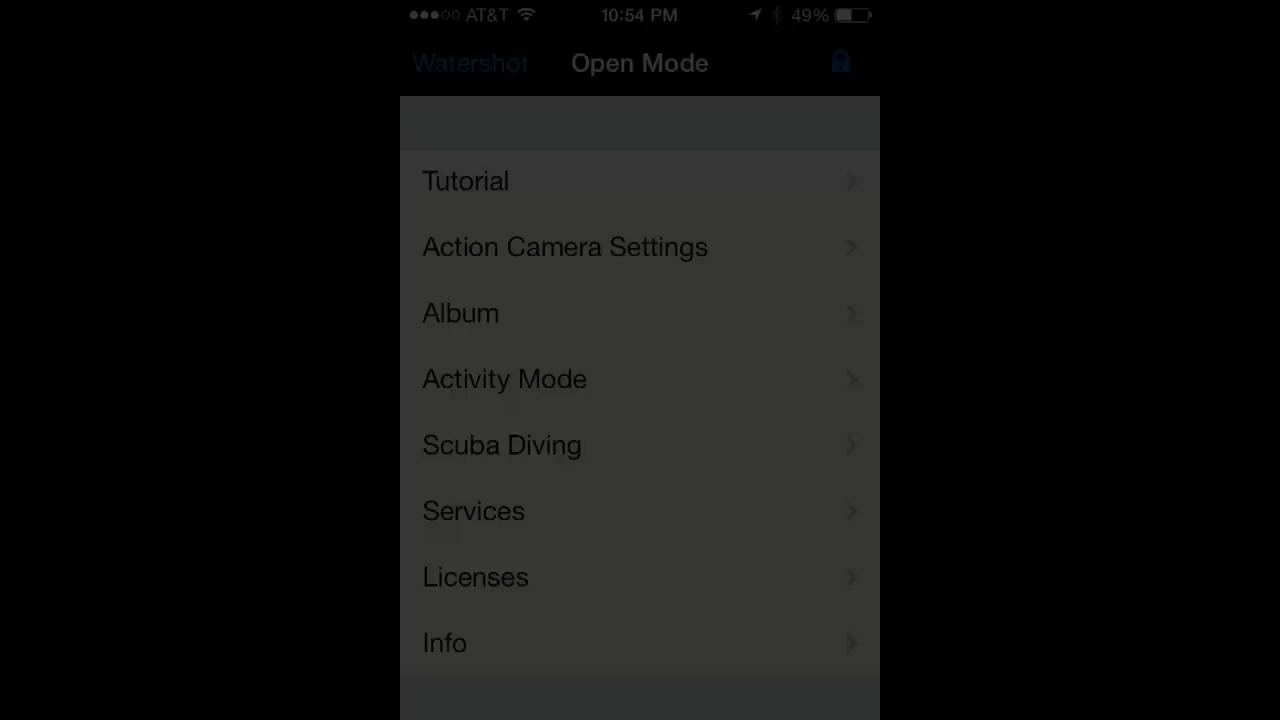 AT&T 10:54 PM 49%
Watershot Open Mode
Tutorial
Action Camera Settings
Album
Activity Mode
Scuba Diving
Services
Licenses
Info